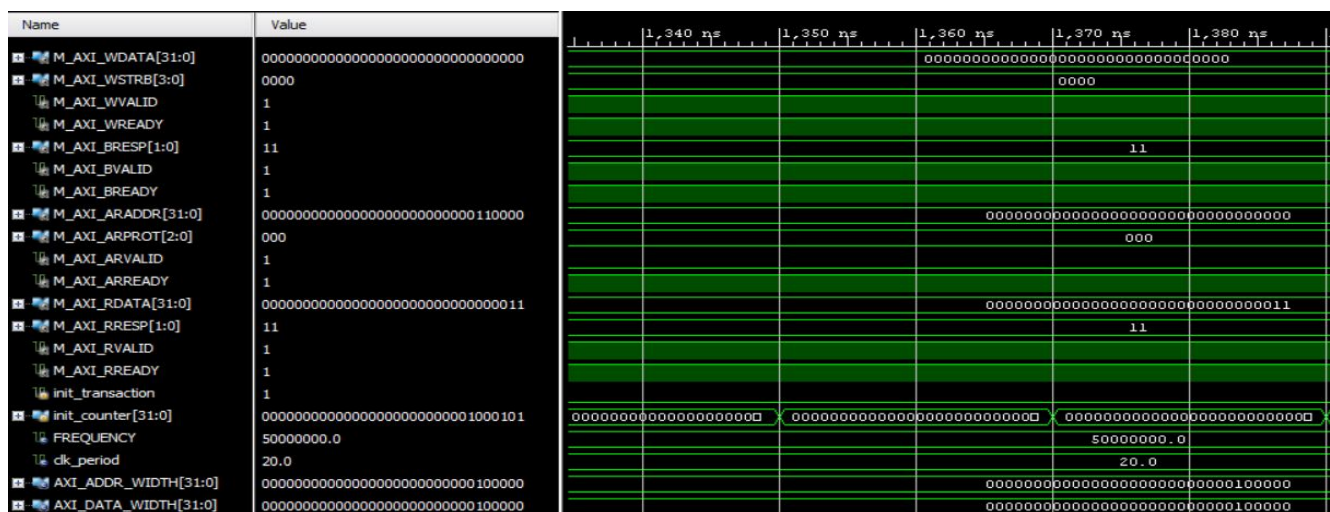 Name Value
1,340 ns 1,350 ns 1,360 ns 1,370 ns 1,380 ns
M_AXI_WDATA[31:0] 00000000000000000000000000000000 00000000000000000000000000000000
M_AXI_WSTRB[3:0] 0000 0000
M_AXI_WVALID 1
M_AXI_WREADY 1
M_AXI_BRESP[1:0] 11 11
M_AXI_BVALID 1
M_AXI_BREADY 1
M_AXI_ARADDR[31:0] 00000000000000000000000000110000 00000000000000000000000000000000
M_AXI_ARPROT[2:0] 000 000
M_AXI_ARVALID 1
M_AXI_ARREADY 1
M_AXI_RDATA[31:0] 00000000000000000000000000000011 00000000000000000000000000000011
M_AXI_RRESP[1:0] 11 11
M_AXI_RVALID 1
M_AXI_RREADY 1
init_transaction 1
init_counter[31:0] 00000000000000000000000001000101 0000000000000000000□ 0000000000000000000000000□ 0000000000000000000000000□
FREQUENCY 50000000.0 50000000.0
clk_period 20.0 20.0
AXI_ADDR_WIDTH[31:0] 00000000000000000000000000100000 00000000000000000000000000100000
AXI_DATA_WIDTH[31:0] 00000000000000000000000000100000 00000000000000000000000000100000